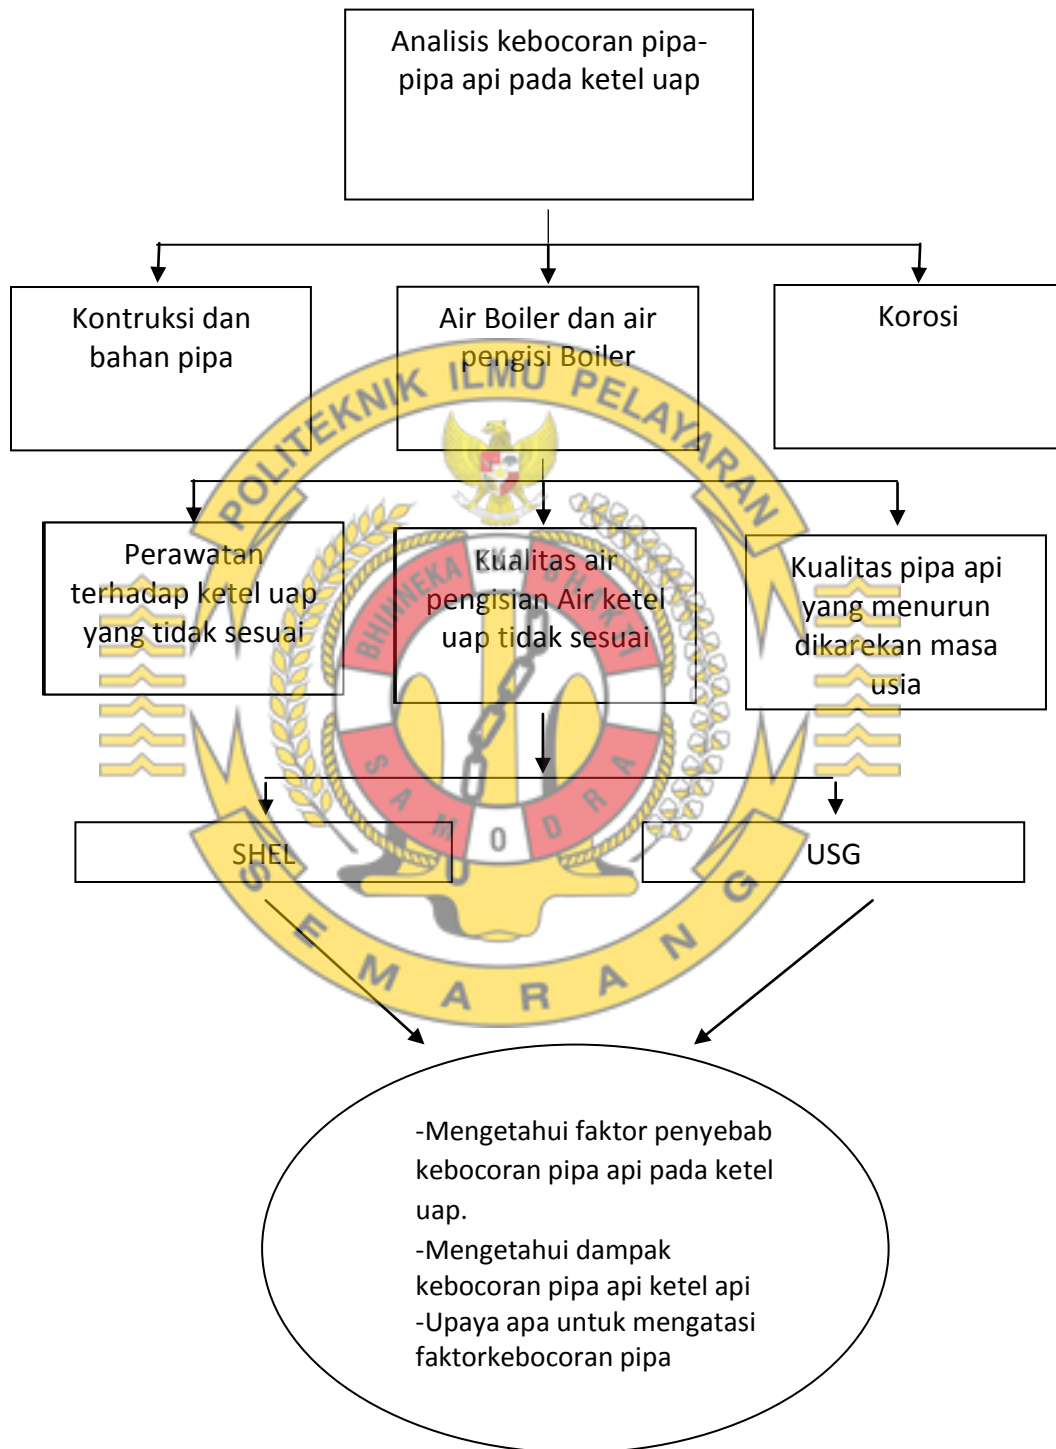 Analisis kebocoran pipa-
pipa api pada ketel uap
Kontruksi dan
bahan pipa
Air Boiler dan air
pengisi Boiler
Korosi
POLITEKNIK ILMU PELAYARAN
Perawatan
terhadap ketel uap
yang tidak sesuai
Kualitas air
pengisian Air ketel
uap tidak sesuai
Kualitas pipa api
yang menurun
dikarekan masa
usia
BHINNEKA EKA BHAKTI
SAMODRA
SHEL
USG
SEMARANG
-Mengetahui faktor penyebab
kebocoran pipa api pada ketel
uap.
-Mengetahui dampak
kebocoran pipa api ketel api
-Upaya apa untuk mengatasi
faktorkebocoran pipa